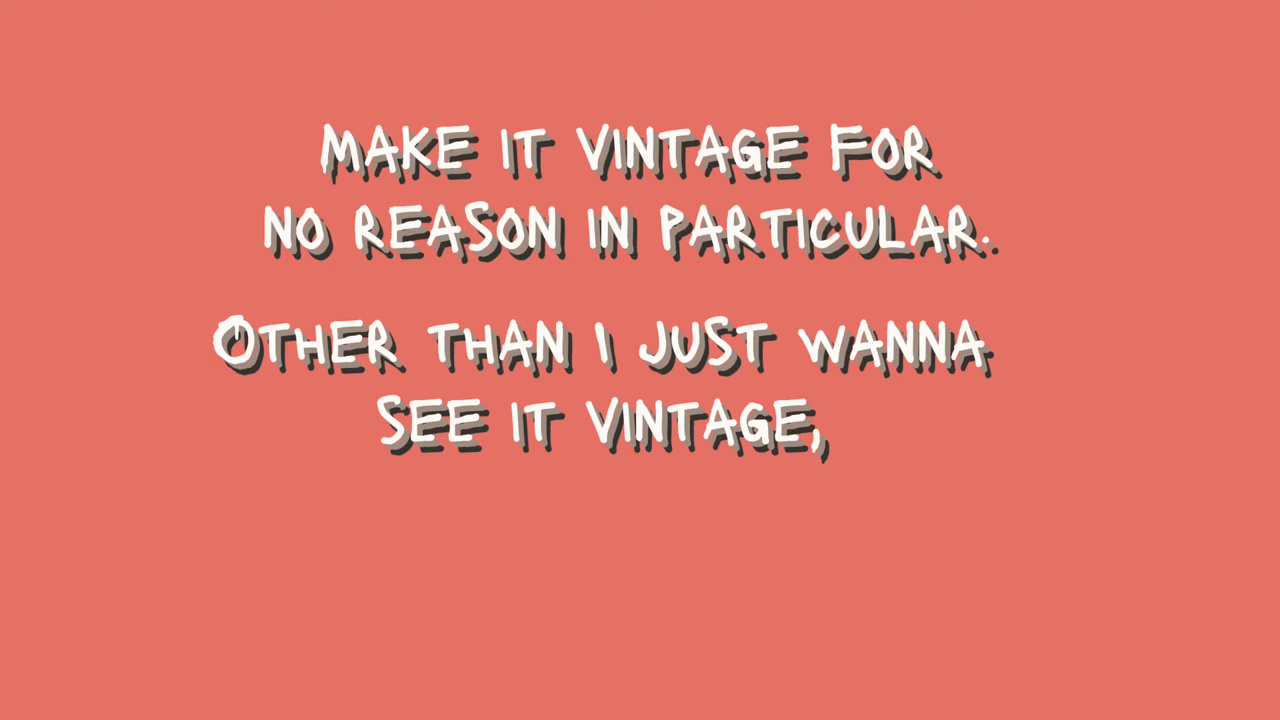 MAKE IT VINTAGE FOR
NO REASON IN PARTICULAR.
OTHER THAN I JUST WANNA
SEE IT VINTAGE,